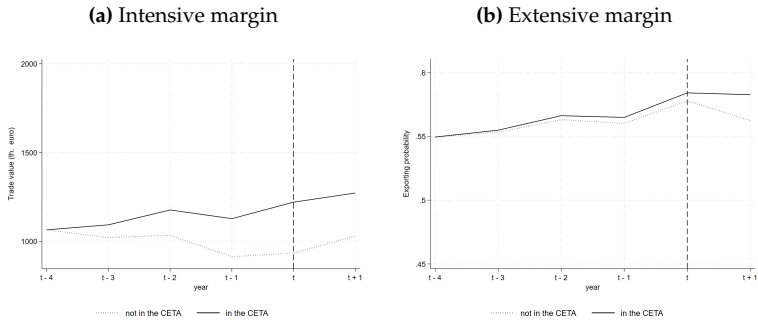 (a) Intensive margin
(b) Extensive margin
2000
1500
1000
Trade value (th. euro)
t - 4
t - 3
t - 2
t - 1
t
t + 1
year
not in the CETA
in the CETA
.6
.55
.5
.45
Exporting probability
t - 4
t - 3
t - 2
t - 1
t
t + 1
year
not in the CETA
in the CETA